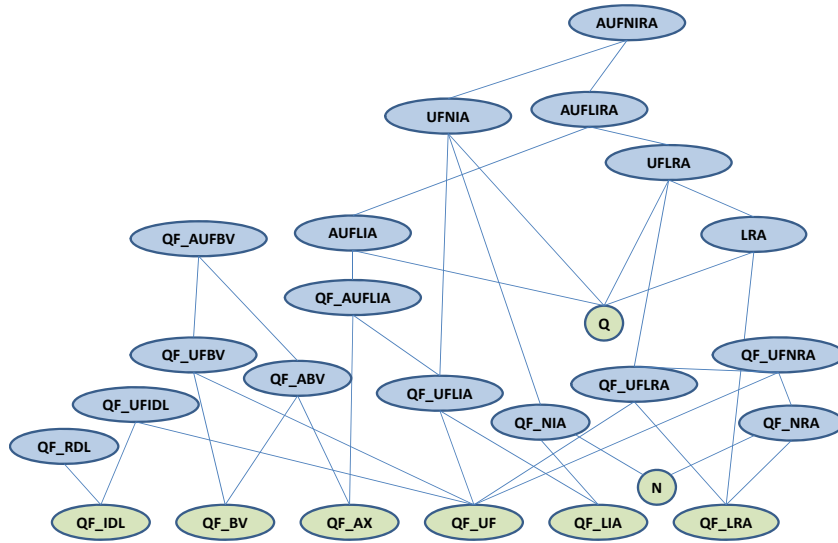 AUFNIRA
UFNIA
AUFLIRA
UFLRA
QF_AUFBV
AUFLIA
LRA
QF_AUFLIA
Q
QF_UFBV
QF_ABV
QF_UFNRA
QF_UFIDL
QF_UFLIA
QF_UFLRA
QF_RDL
QF_NIA
QF_NRA
N
QF_IDL
QF_BV
QF_AX
QF_UF
QF_LIA
QF_LRA